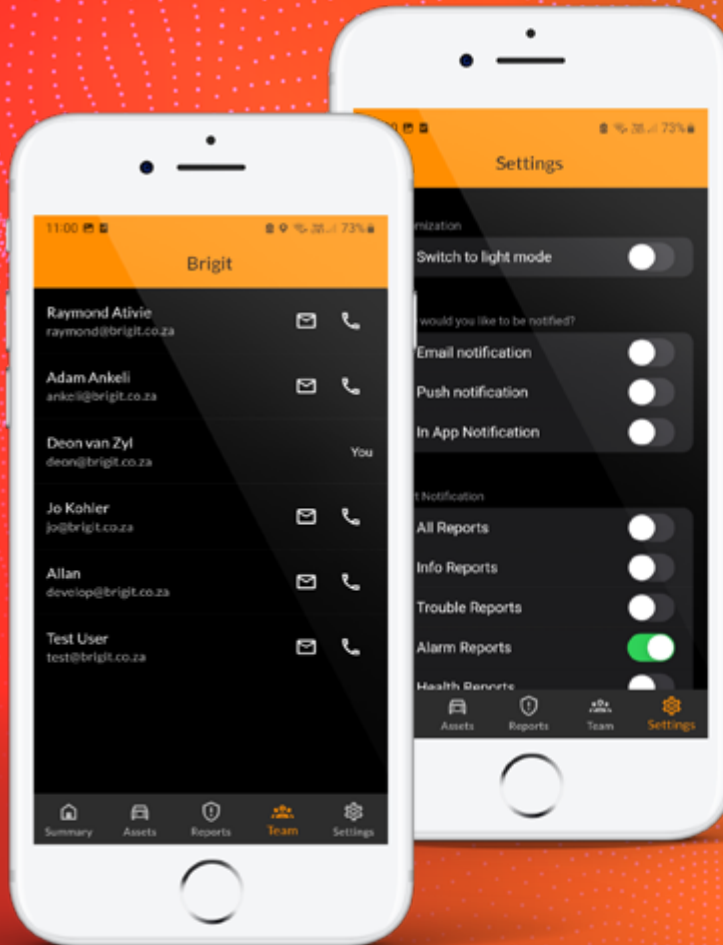 11:00
73%
Brigit
Raymond Ativie
raymond@brigit.co.za
Adam Ankeli
ankeli@brigit.co.za
Deon van Zyl
deon@brigit.co.za
You
Jo Kohler
jo@brigit.co.za
Allan
develop@brigit.co.za
Test User
test@brigit.co.za
Summary Assets Reports Team Settings
73%
Settings
mization
Switch to light mode
would you like to be notified?
Email notification
Push notification
In App Notification
t Notification
All Reports
Info Reports
Trouble Reports
Alarm Reports
Health Reports
Assets Reports Team Settings